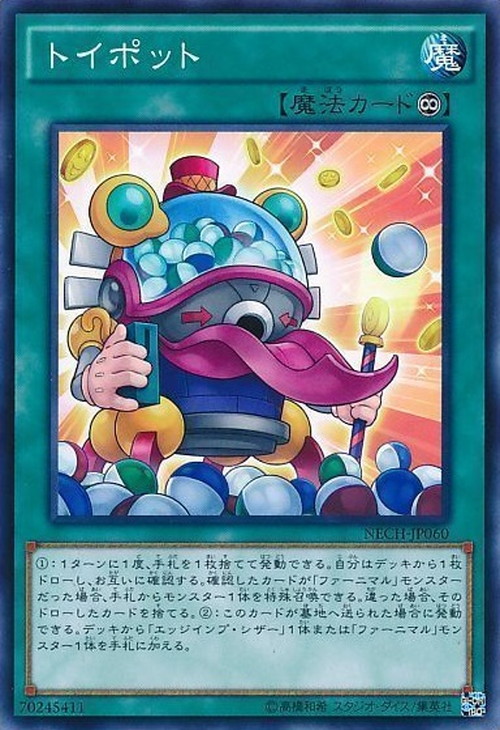 トイポット
魔
【魔法カード∞】
NECH-JP060
①:1ターンに1度、手札を1枚捨てて発動できる。自分はデッキから1枚
ドローし、お互いに確認する。確認したカードが「ファーニマル」モンスター
だった場合、手札からモンスター1体を特殊召喚できる。違った場合、その
ドローしたカードを捨てる。②:このカードが墓地へ送られた場合に発動
できる。デッキから「エッジインプ・シザー」1体または「ファーニマル」モン
スター1体を手札に加える。
70245411
©高橋和希 スタジオ・ダイス/集英社